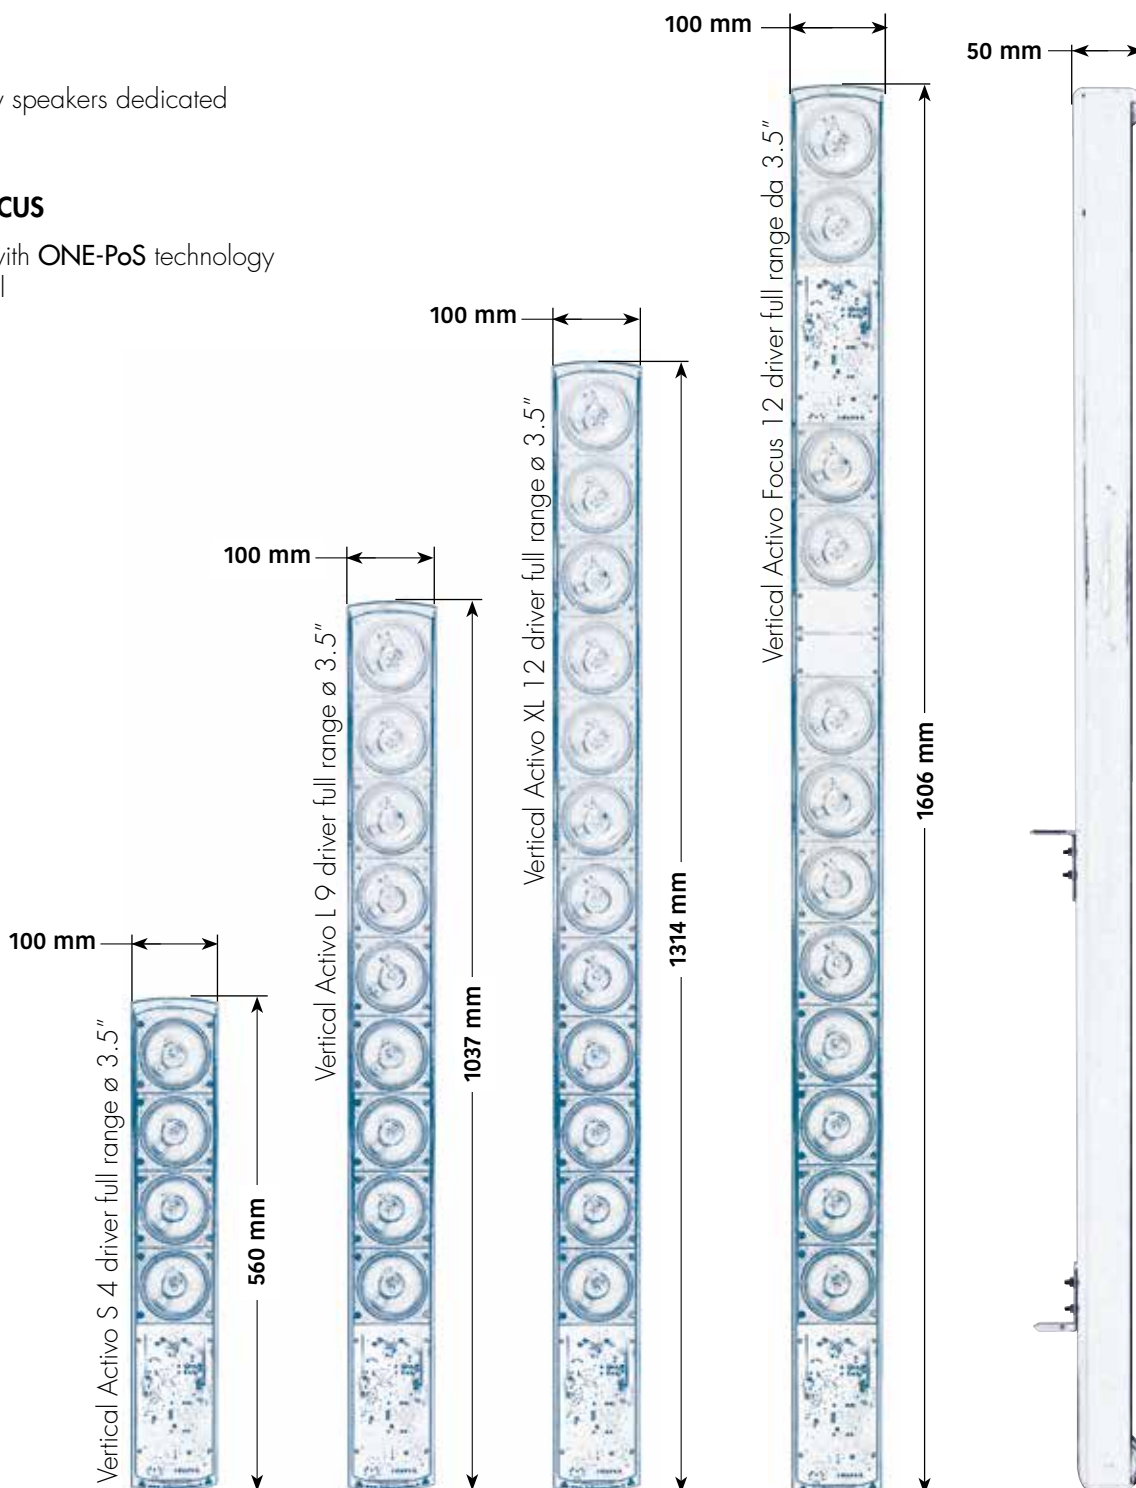 speakers dedicated
CUS
with ONE-PoS technology
100 mm
50 mm
Vertical Activo Focus 12 driver full range da 3.5”
1606 mm
100 mm
Vertical Activo XL 12 driver full range ø 3.5”
1314 mm
100 mm
Vertical Activo L 9 driver full range ø 3.5”
1037 mm
100 mm
Vertical Activo S 4 driver full range ø 3.5”
560 mm